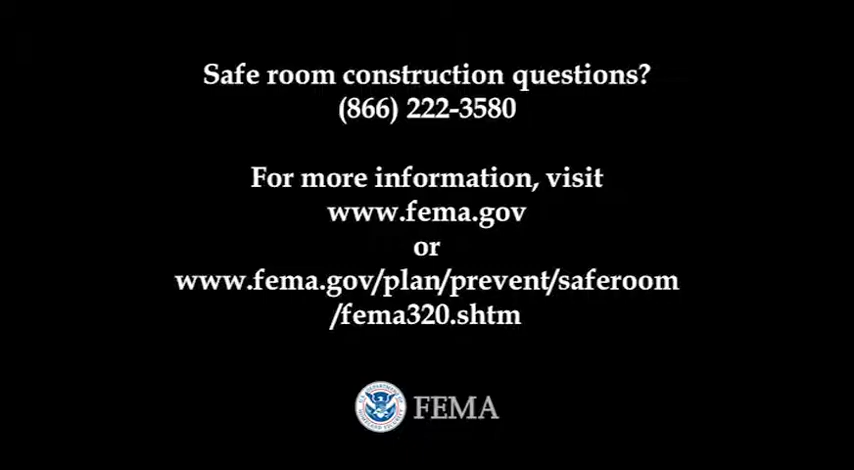 Safe room construction questions?
(866) 222-3580
For more information, visit
www.fema.gov
or
www.fema.gov/plan/prevent/saferoom
/fema320.shtm
FEMA